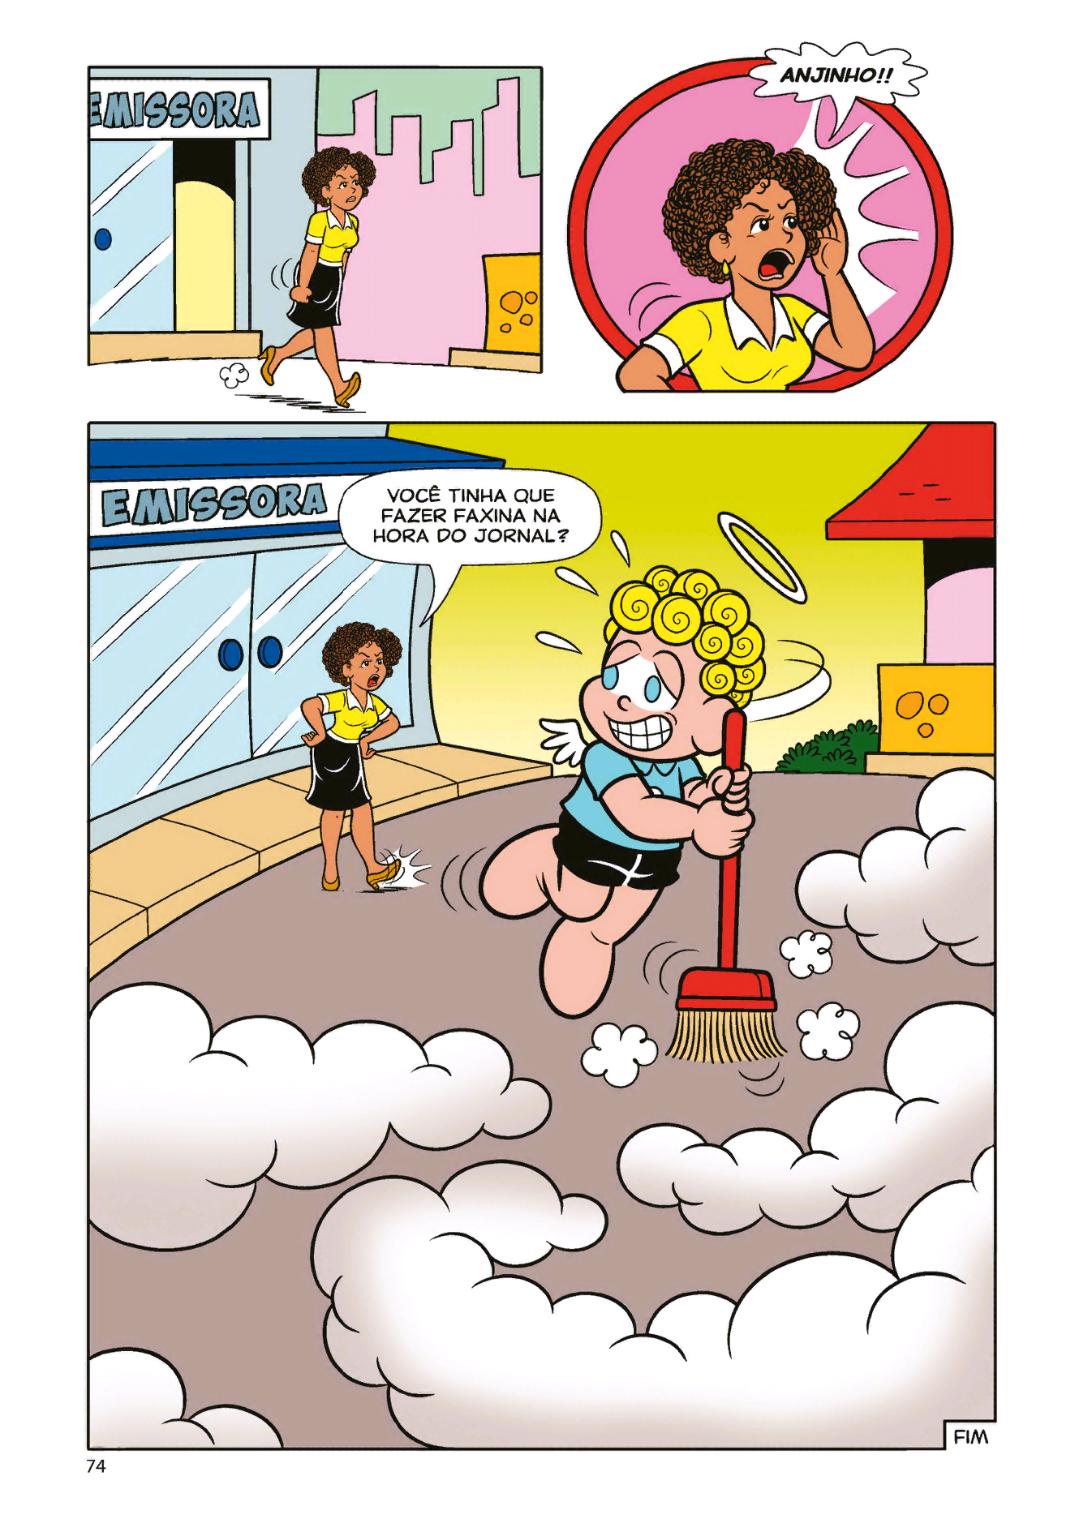 EMISSORA
ANJINHO!!
EMISSORA
VOCÊ TINHA QUE
FAZER FAXINA NA
HORA DO JORNAL?
FIM
74